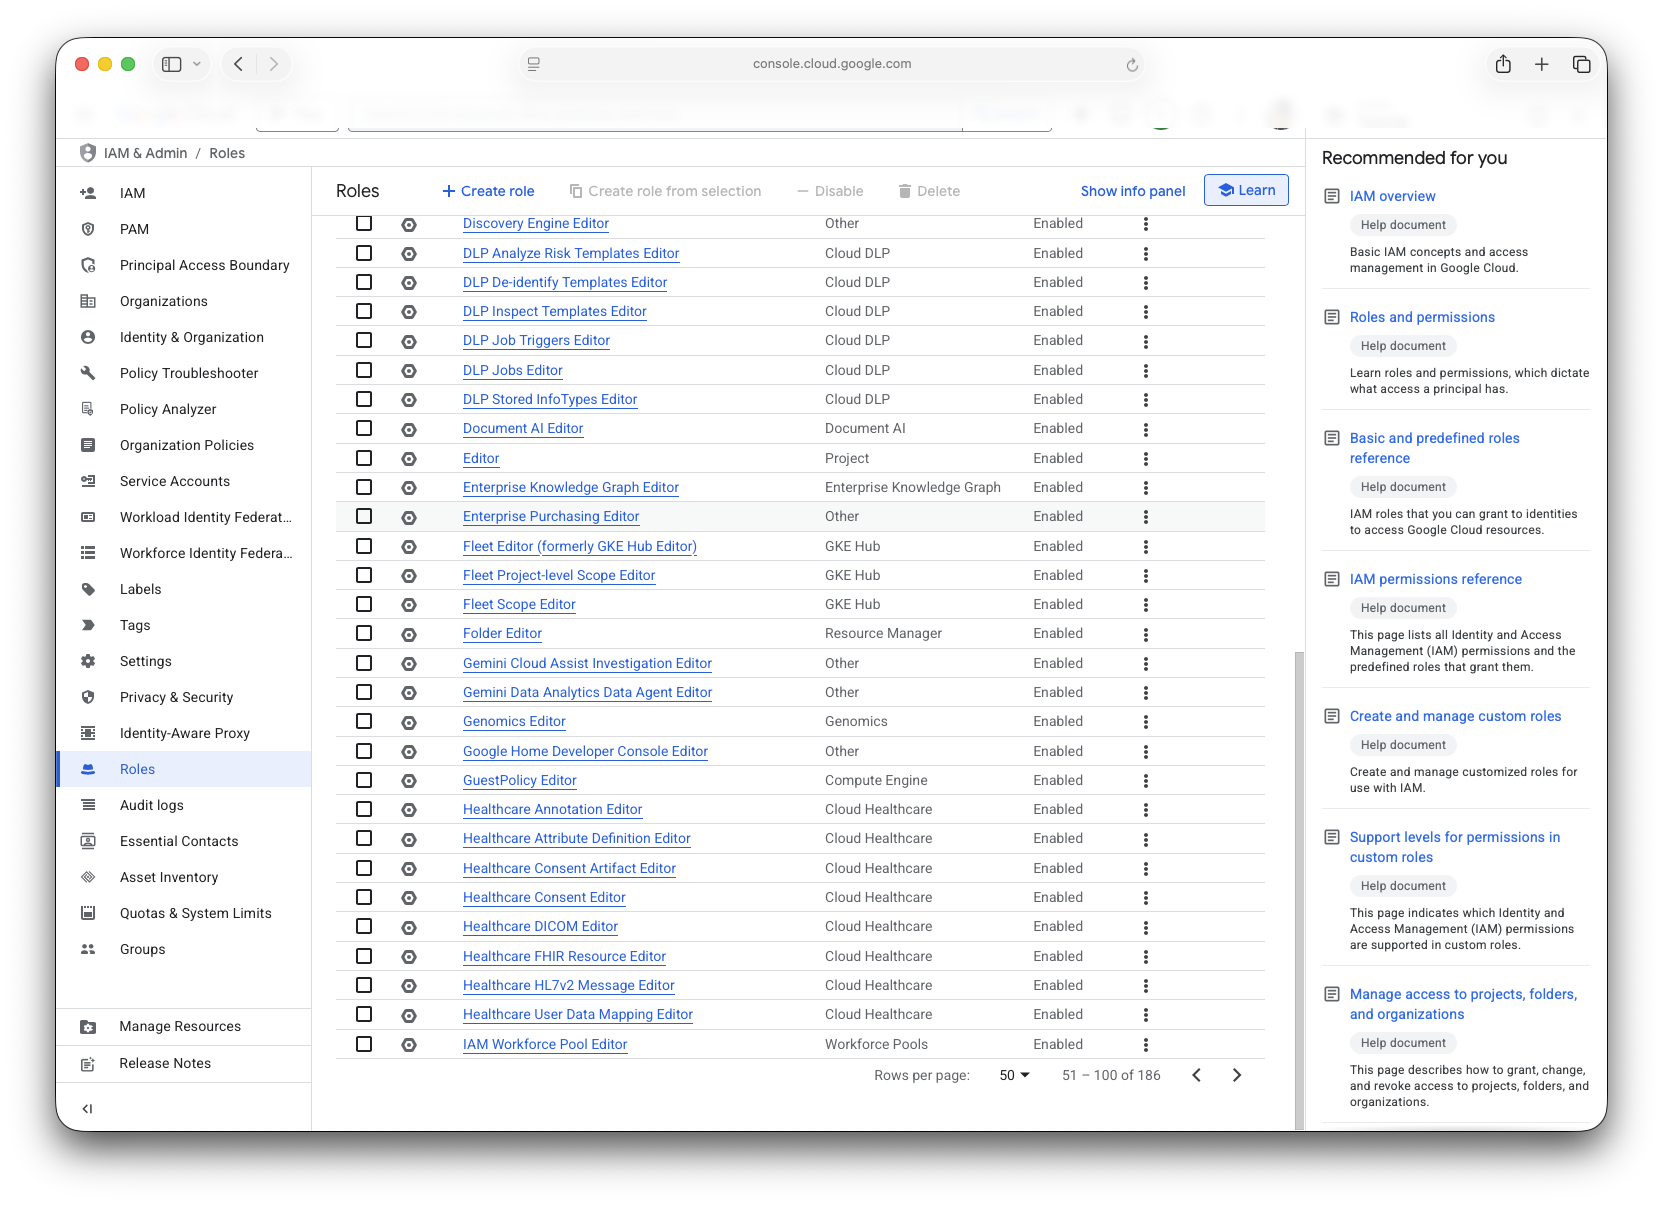 console.cloud.google.com
IAM & Admin / Roles
IAM
PAM
Principal Access Boundary
Organizations
Identity & Organization
Policy Troubleshooter
Policy Analyzer
Organization Policies
Service Accounts
Workload Identity Federat...
Workforce Identity Federa...
Labels
Tags
Settings
Privacy & Security
Identity-Aware Proxy
Roles
Audit logs
Essential Contacts
Asset Inventory
Quotas & System Limits
Groups
Manage Resources
Release Notes
Roles Create role Create role from selection Disable Delete Show info panel Learn
Discovery Engine Editor Other Enabled
DLP Analyze Risk Templates Editor Cloud DLP Enabled
DLP De-identify Templates Editor Cloud DLP Enabled
DLP Inspect Templates Editor Cloud DLP Enabled
DLP Job Triggers Editor Cloud DLP Enabled
DLP Jobs Editor Cloud DLP Enabled
DLP Stored InfoTypes Editor Cloud DLP Enabled
Document AI Editor Document AI Enabled
Editor Project Enabled
Enterprise Knowledge Graph Editor Enterprise Knowledge Graph Enabled
Enterprise Purchasing Editor Other Enabled
Fleet Editor (formerly GKE Hub Editor) GKE Hub Enabled
Fleet Project-level Scope Editor GKE Hub Enabled
Fleet Scope Editor GKE Hub Enabled
Folder Editor Resource Manager Enabled
Gemini Cloud Assist Investigation Editor Other Enabled
Gemini Data Analytics Data Agent Editor Other Enabled
Genomics Editor Genomics Enabled
Google Home Developer Console Editor Other Enabled
GuestPolicy Editor Compute Engine Enabled
Healthcare Annotation Editor Cloud Healthcare Enabled
Healthcare Attribute Definition Editor Cloud Healthcare Enabled
Healthcare Consent Artifact Editor Cloud Healthcare Enabled
Healthcare Consent Editor Cloud Healthcare Enabled
Healthcare DICOM Editor Cloud Healthcare Enabled
Healthcare FHIR Resource Editor Cloud Healthcare Enabled
Healthcare HL7v2 Message Editor Cloud Healthcare Enabled
Healthcare User Data Mapping Editor Cloud Healthcare Enabled
IAM Workforce Pool Editor Workforce Pools Enabled
Rows per page: 50 51 – 100 of 186
Recommended for you
IAM overview
Help document
Basic IAM concepts and access
management in Google Cloud.
Roles and permissions
Help document
Learn roles and permissions, which dictate
what access a principal has.
Basic and predefined roles
reference
Help document
IAM roles that you can grant to identities
to access Google Cloud resources.
IAM permissions reference
Help document
This page lists all Identity and Access
Management (IAM) permissions and the
predefined roles that grant them.
Create and manage custom roles
Help document
Create and manage customized roles for
use with IAM.
Support levels for permissions in
custom roles
Help document
This page indicates which Identity and
Access Management (IAM) permissions
are supported in custom roles.
Manage access to projects, folders,
and organizations
Help document
This page describes how to grant, change,
and revoke access to projects, folders, and
organizations.